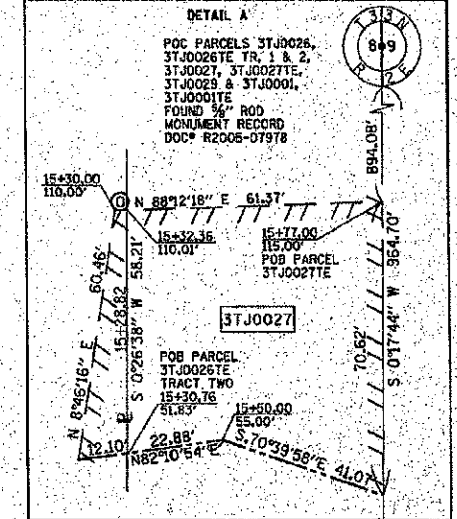 DETAIL A
T 33 N
8 9
R 2 E
POC PARCELS 3TJ0026,
3TJ0026TE TR. 1 & 2,
3TJ0027, 3TJ0027TE,
3TJ0029 & 3TJ0001,
3TJ0001TE
FOUND 5/8" ROD
MONUMENT RECORD
DOC# R2005-07978
894.08'
15+30.00
110.00'
N 88°12'18" E 61.37'
15+32.36
110.01'
15+77.00
115.00'
POB PARCEL
3TJ0027TE
60.46'
N 8°46'16" E
15+28.82
S 0°26'38" W 58.21'
3TJ0027
70.62'
S 0°17'44" W 964.70'
POB PARCEL
3TJ0026TE
TRACT TWO
15+30.76
51.83'
15+50.00
55.00'
12.10'
22.88'
N82°10'54"E
S 70°39'58"E 41.07'